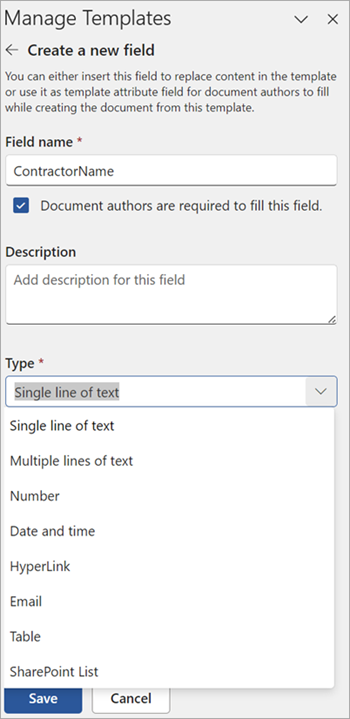 Manage Templates
Create a new field
You can either insert this field to replace content in the template
or use it as template attribute field for document authors to fill
while creating the document from this template.
Field name *
ContractorName
Document authors are required to fill this field.
Description
Add description for this field
Type *
Single line of text
Single line of text
Multiple lines of text
Number
Date and time
HyperLink
Email
Table
SharePoint List
Save Cancel